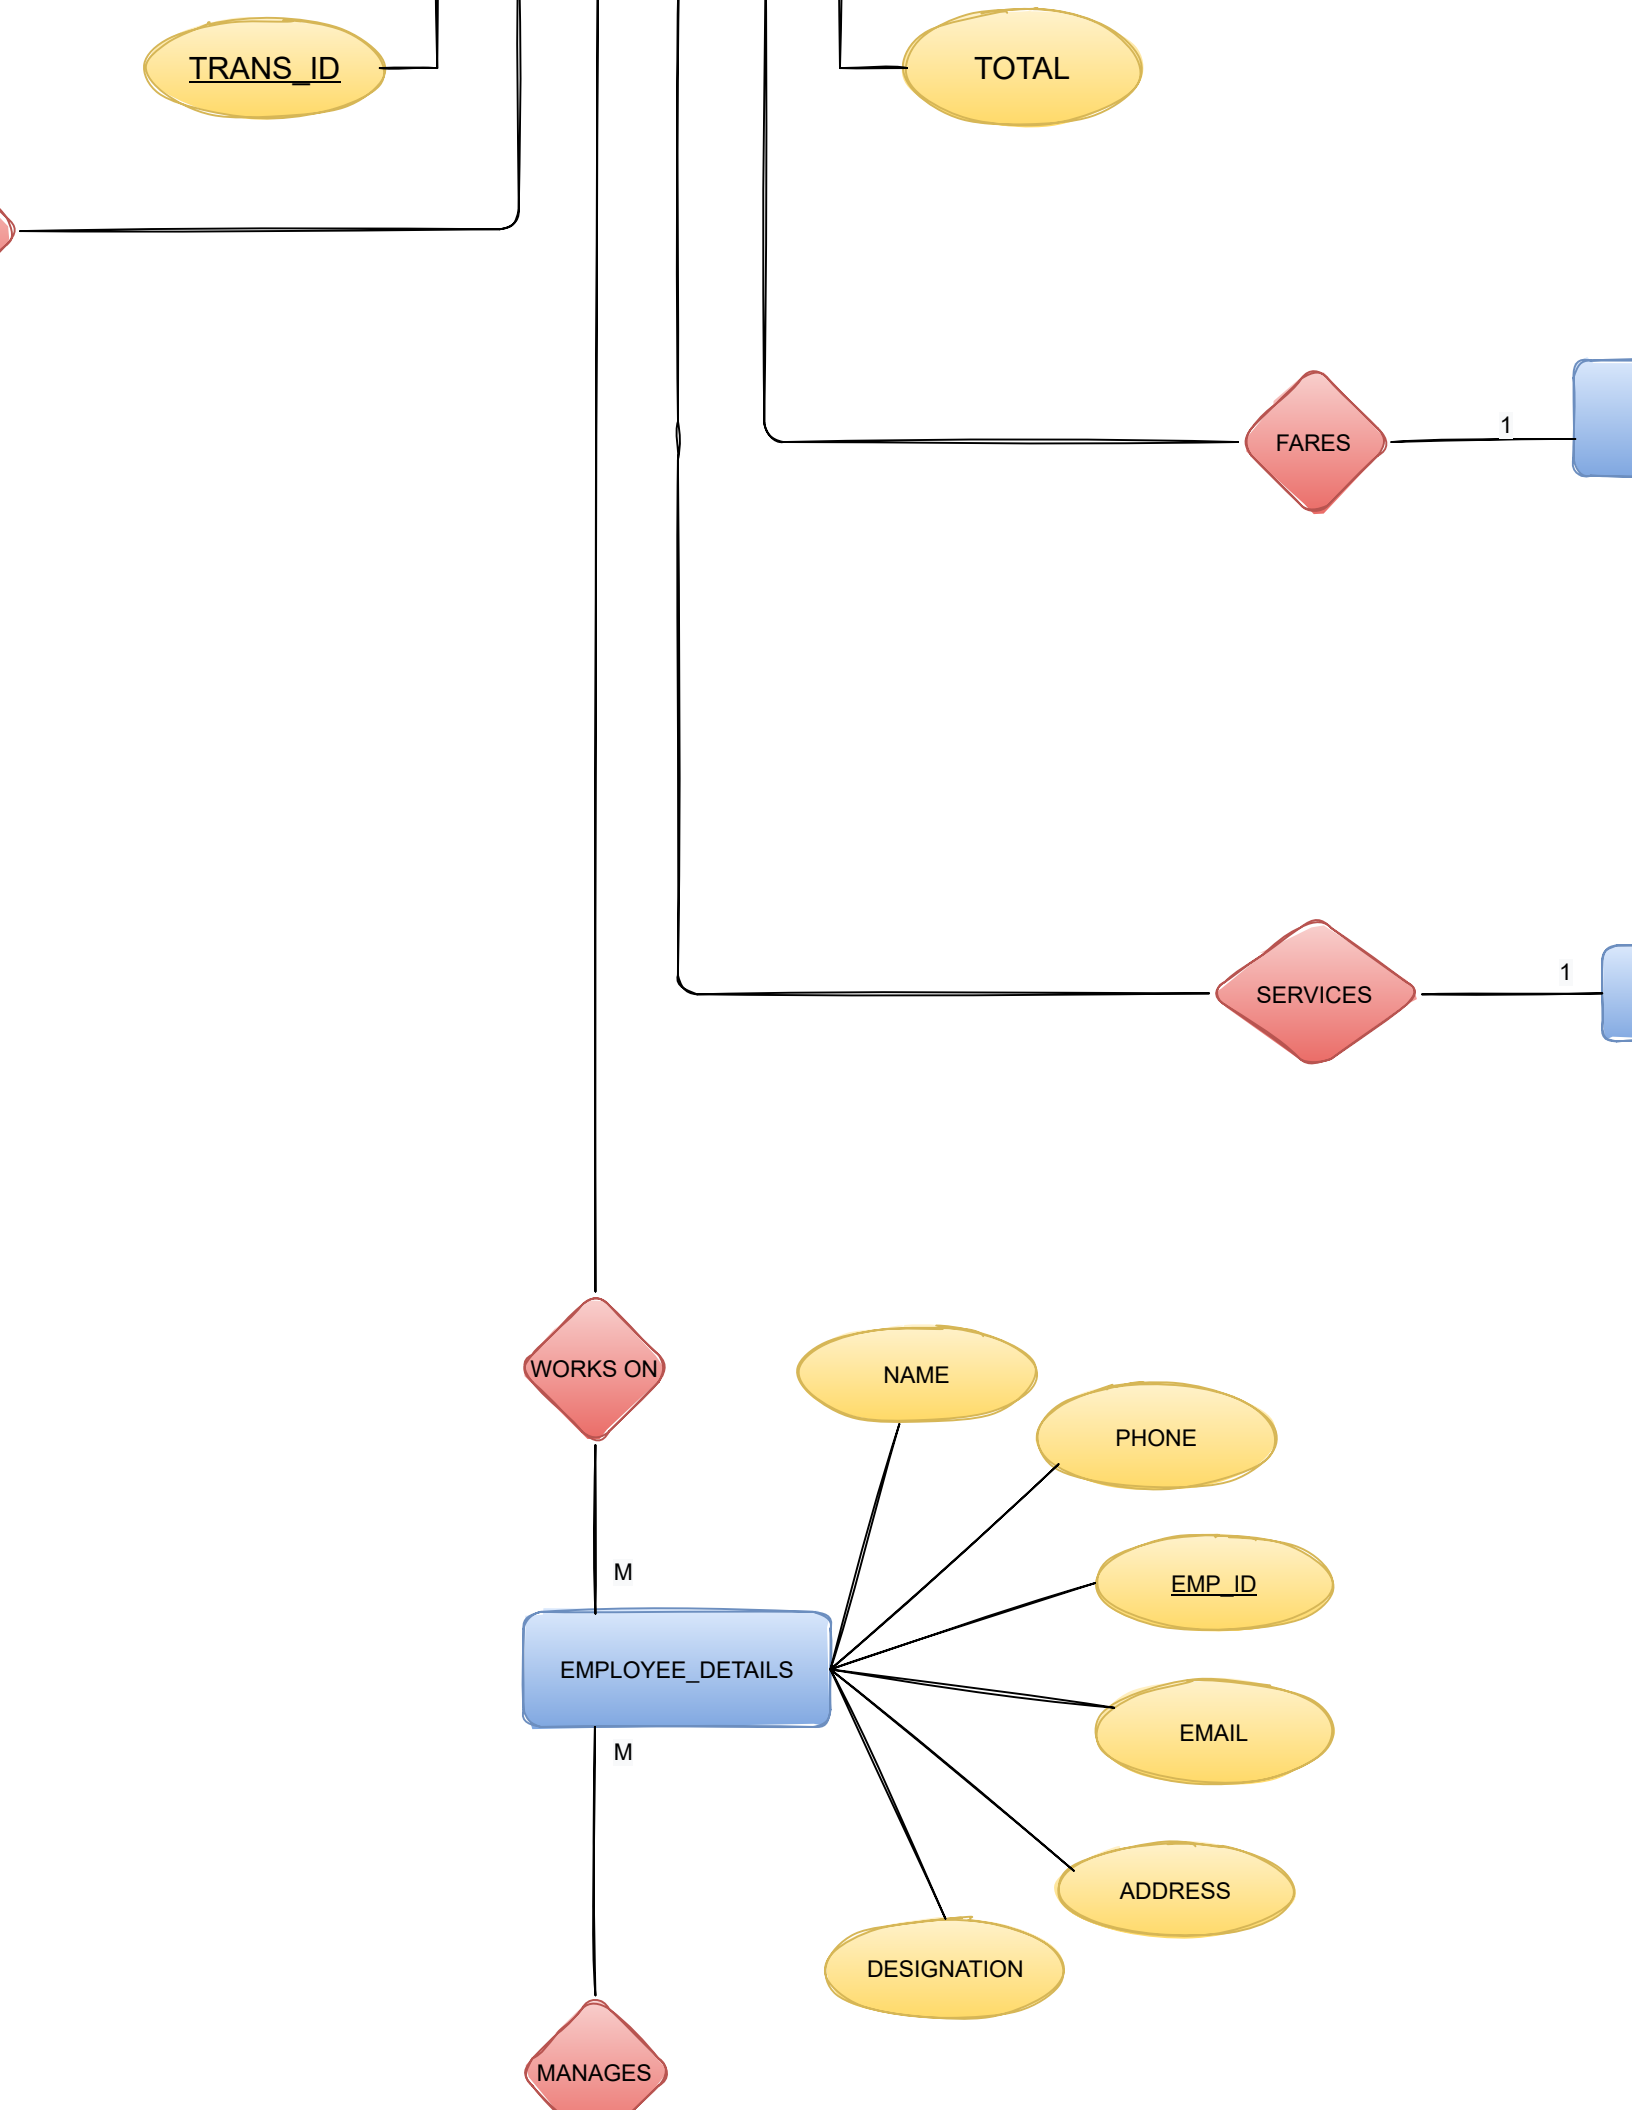 TRANS_ID
TOTAL
1
FARES
1
SERVICES
WORKS ON
NAME
PHONE
M
EMP_ID
EMPLOYEE_DETAILS
EMAIL
M
ADDRESS
DESIGNATION
MANAGES